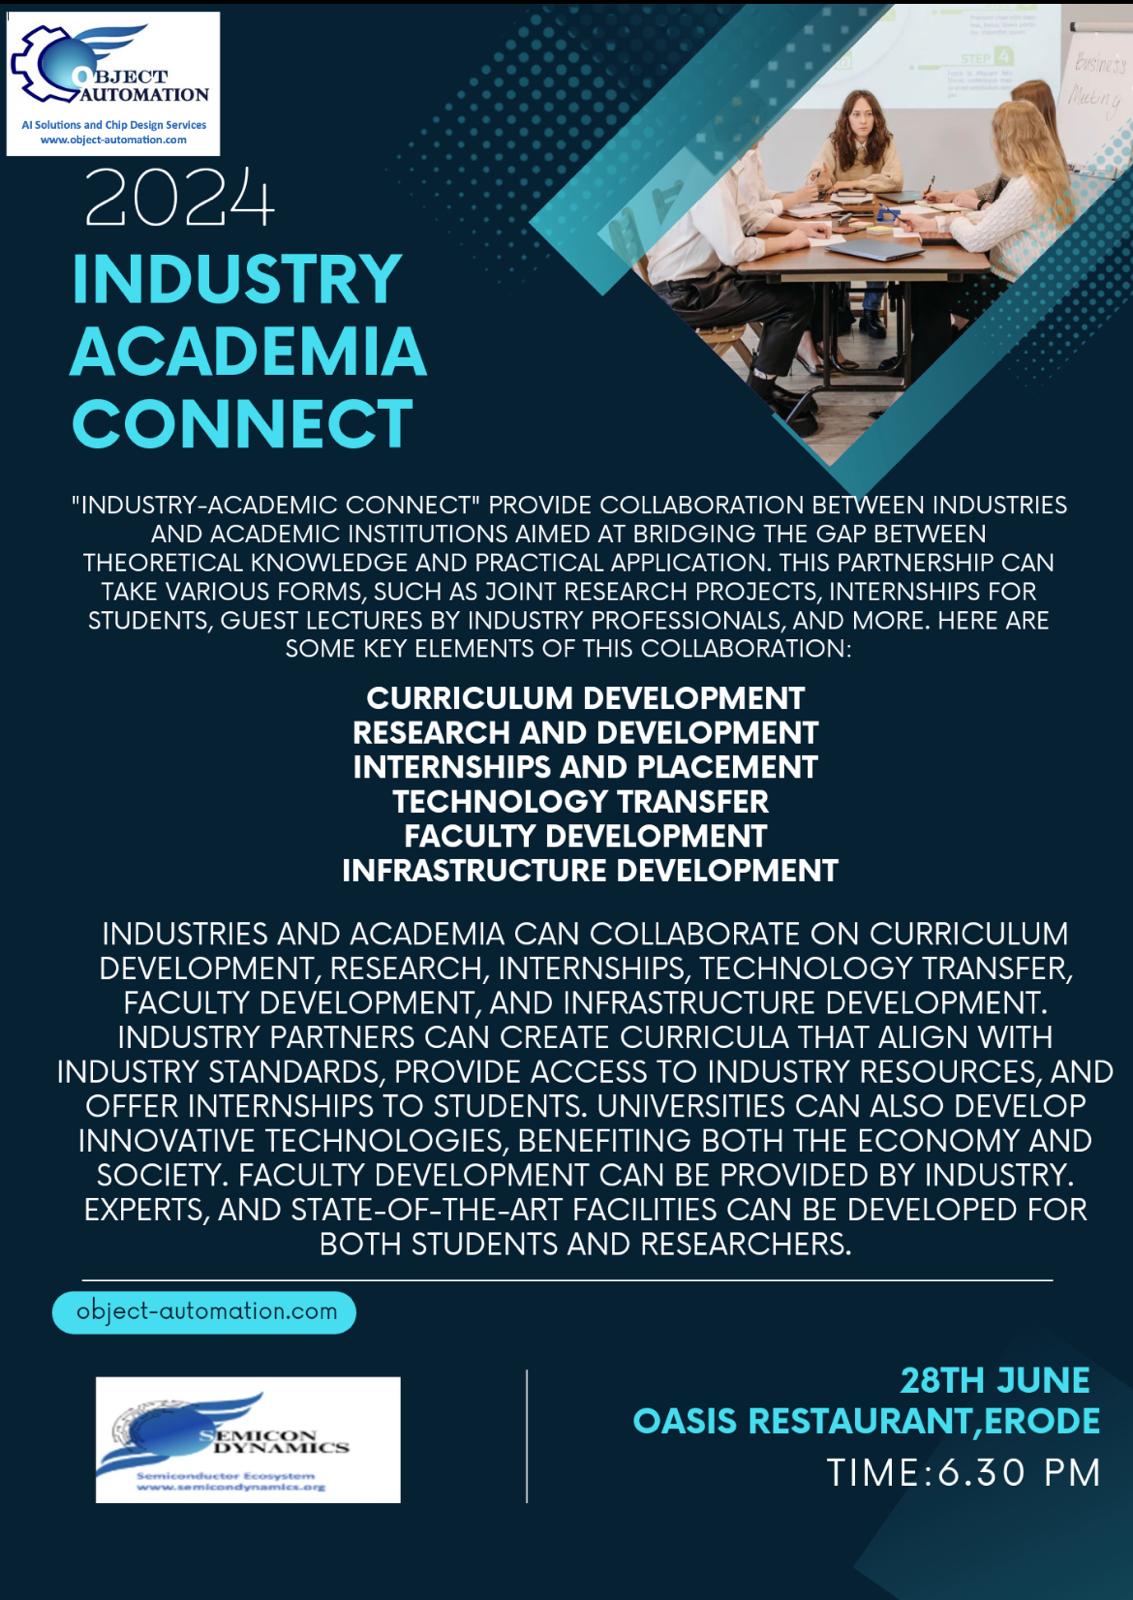 OBJECT
AUTOMATION
AI Solutions and Chip Design Services
www.object-automation.com
STEP 4
Business
Meeting
2024
INDUSTRY
ACADEMIA
CONNECT
"INDUSTRY-ACADEMIC CONNECT" PROVIDE COLLABORATION BETWEEN INDUSTRIES
AND ACADEMIC INSTITUTIONS AIMED AT BRIDGING THE GAP BETWEEN
THEORETICAL KNOWLEDGE AND PRACTICAL APPLICATION. THIS PARTNERSHIP CAN
TAKE VARIOUS FORMS, SUCH AS JOINT RESEARCH PROJECTS, INTERNSHIPS FOR
STUDENTS, GUEST LECTURES BY INDUSTRY PROFESSIONALS, AND MORE. HERE ARE
SOME KEY ELEMENTS OF THIS COLLABORATION:
CURRICULUM DEVELOPMENT
RESEARCH AND DEVELOPMENT
INTERNSHIPS AND PLACEMENT
TECHNOLOGY TRANSFER
FACULTY DEVELOPMENT
INFRASTRUCTURE DEVELOPMENT
INDUSTRIES AND ACADEMIA CAN COLLABORATE ON CURRICULUM
DEVELOPMENT, RESEARCH, INTERNSHIPS, TECHNOLOGY TRANSFER,
FACULTY DEVELOPMENT, AND INFRASTRUCTURE DEVELOPMENT.
INDUSTRY PARTNERS CAN CREATE CURRICULA THAT ALIGN WITH
INDUSTRY STANDARDS, PROVIDE ACCESS TO INDUSTRY RESOURCES, AND
OFFER INTERNSHIPS TO STUDENTS. UNIVERSITIES CAN ALSO DEVELOP
INNOVATIVE TECHNOLOGIES, BENEFITING BOTH THE ECONOMY AND
SOCIETY. FACULTY DEVELOPMENT CAN BE PROVIDED BY INDUSTRY.
EXPERTS, AND STATE-OF-THE-ART FACILITIES CAN BE DEVELOPED FOR
BOTH STUDENTS AND RESEARCHERS.
object-automation.com
SEMICON
DYNAMICS
Semiconductor Ecosystem
www.semicondynamics.org
28TH JUNE
OASIS RESTAURANT,ERODE
TIME:6.30 PM